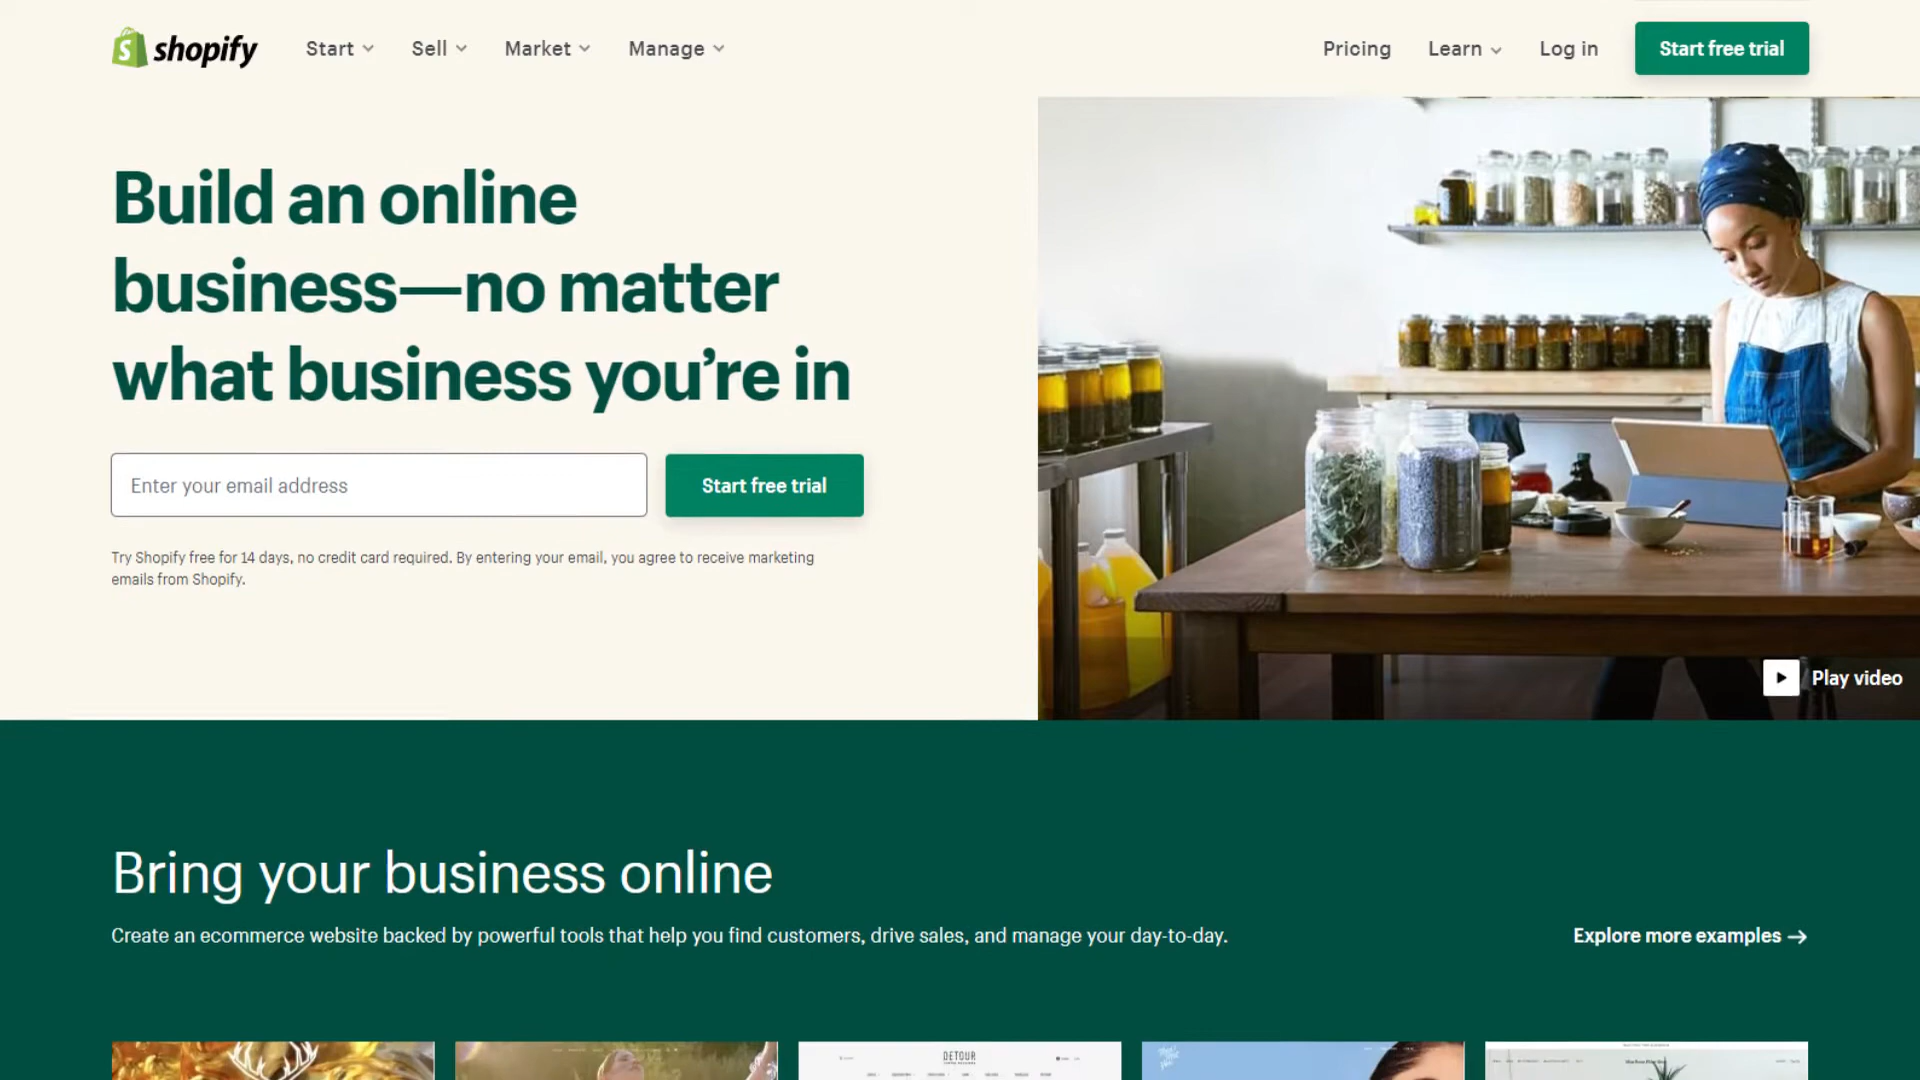 shopify
Start
Sell
Market
Manage
Pricing
Learn
Log in
Start free trial
Build an online
business—no matter
what business you’re in
Enter your email address
Start free trial
Try Shopify free for 14 days, no credit card required. By entering your email, you agree to receive marketing
emails from Shopify.
Play video
Bring your business online
Create an ecommerce website backed by powerful tools that help you find customers, drive sales, and manage your day-to-day.
Explore more examples →
DETOUR